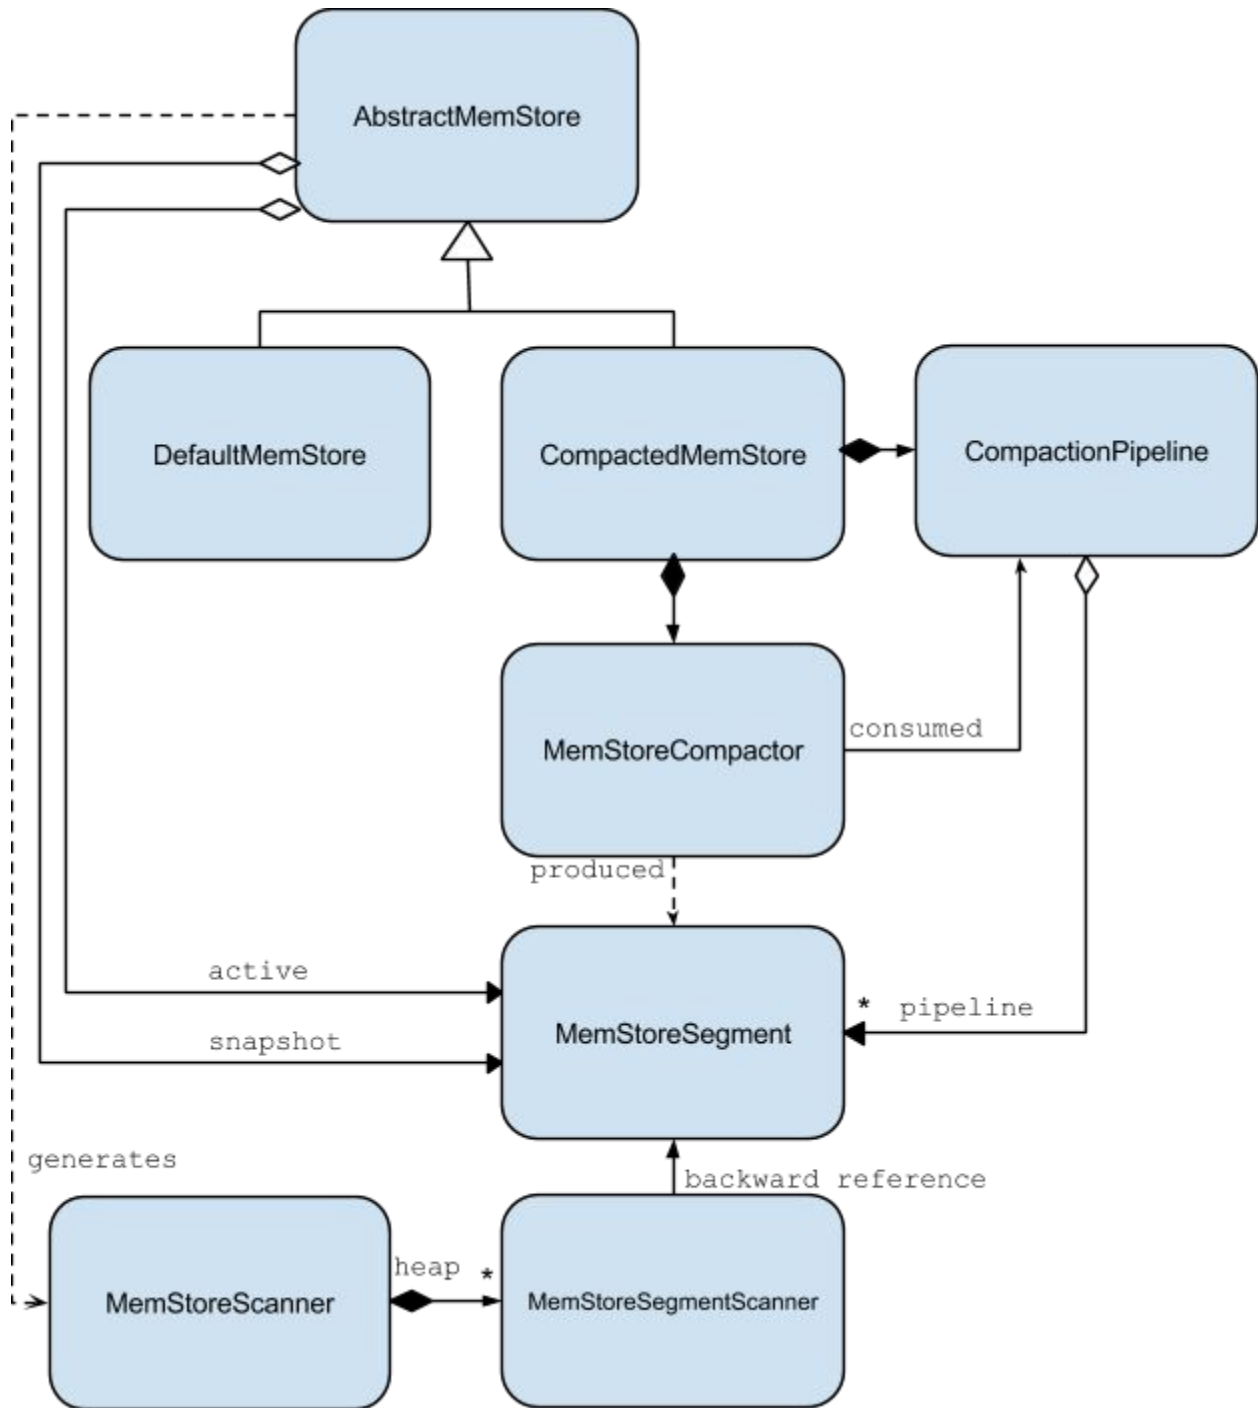 AbstractMemStore
DefaultMemStore
CompactedMemStore
CompactionPipeline
consumed
MemStoreCompactor
produced
active
* pipeline
MemStoreSegment
snapshot
generates
backward reference
heap *
MemStoreScanner
MemStoreSegmentScanner